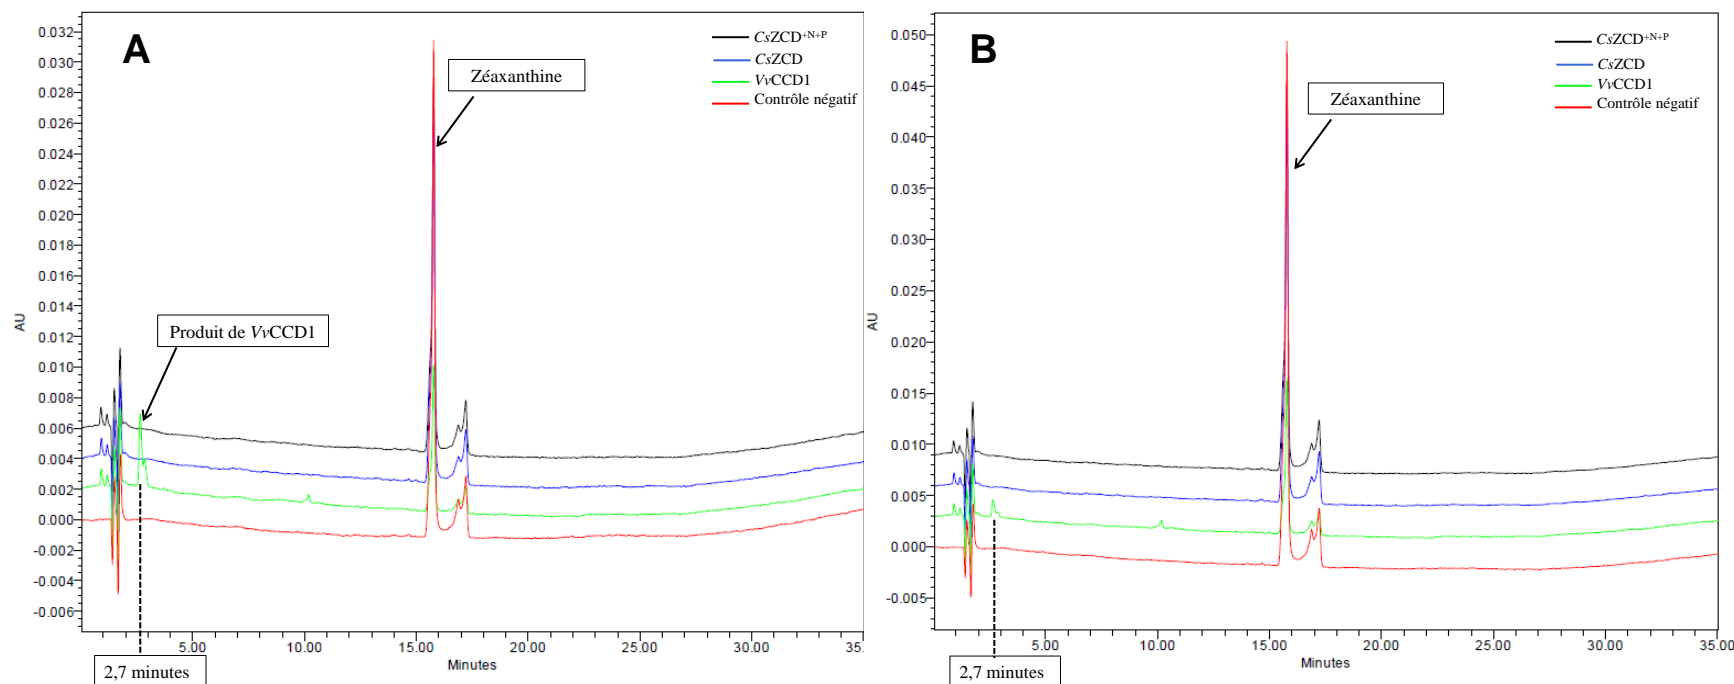 A
CsZCD+N+P
CsZCD
VvCCD1
Contrôle négatif
Zéaxanthine
Produit de VvCCD1
AU
0.032
0.030
0.028
0.026
0.024
0.022
0.020
0.018
0.016
0.014
0.012
0.010
0.008
0.006
0.004
0.002
0.000
-0.002
-0.004
-0.006
5.00 10.00 15.00 20.00 25.00 30.00 35.00
Minutes
2,7 minutes
B
CsZCD+N+P
CsZCD
VvCCD1
Contrôle négatif
Zéaxanthine
AU
0.050
0.045
0.040
0.035
0.030
0.025
0.020
0.015
0.010
0.005
0.000
-0.005
5.00 10.00 15.00 20.00 25.00 30.00 35.00
Minutes
2,7 minutes